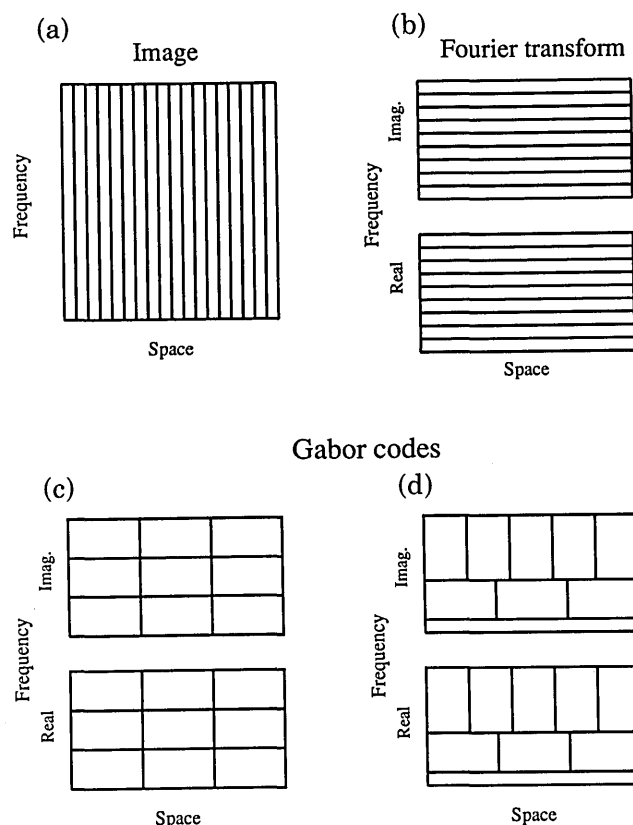 (a)
Image
Frequency
Space
(b)
Fourier transform
Imag.
Frequency
Real
Space
Gabor codes
(c)
Imag.
Frequency
Real
Space
(d)
Imag.
Frequency
Real
Space